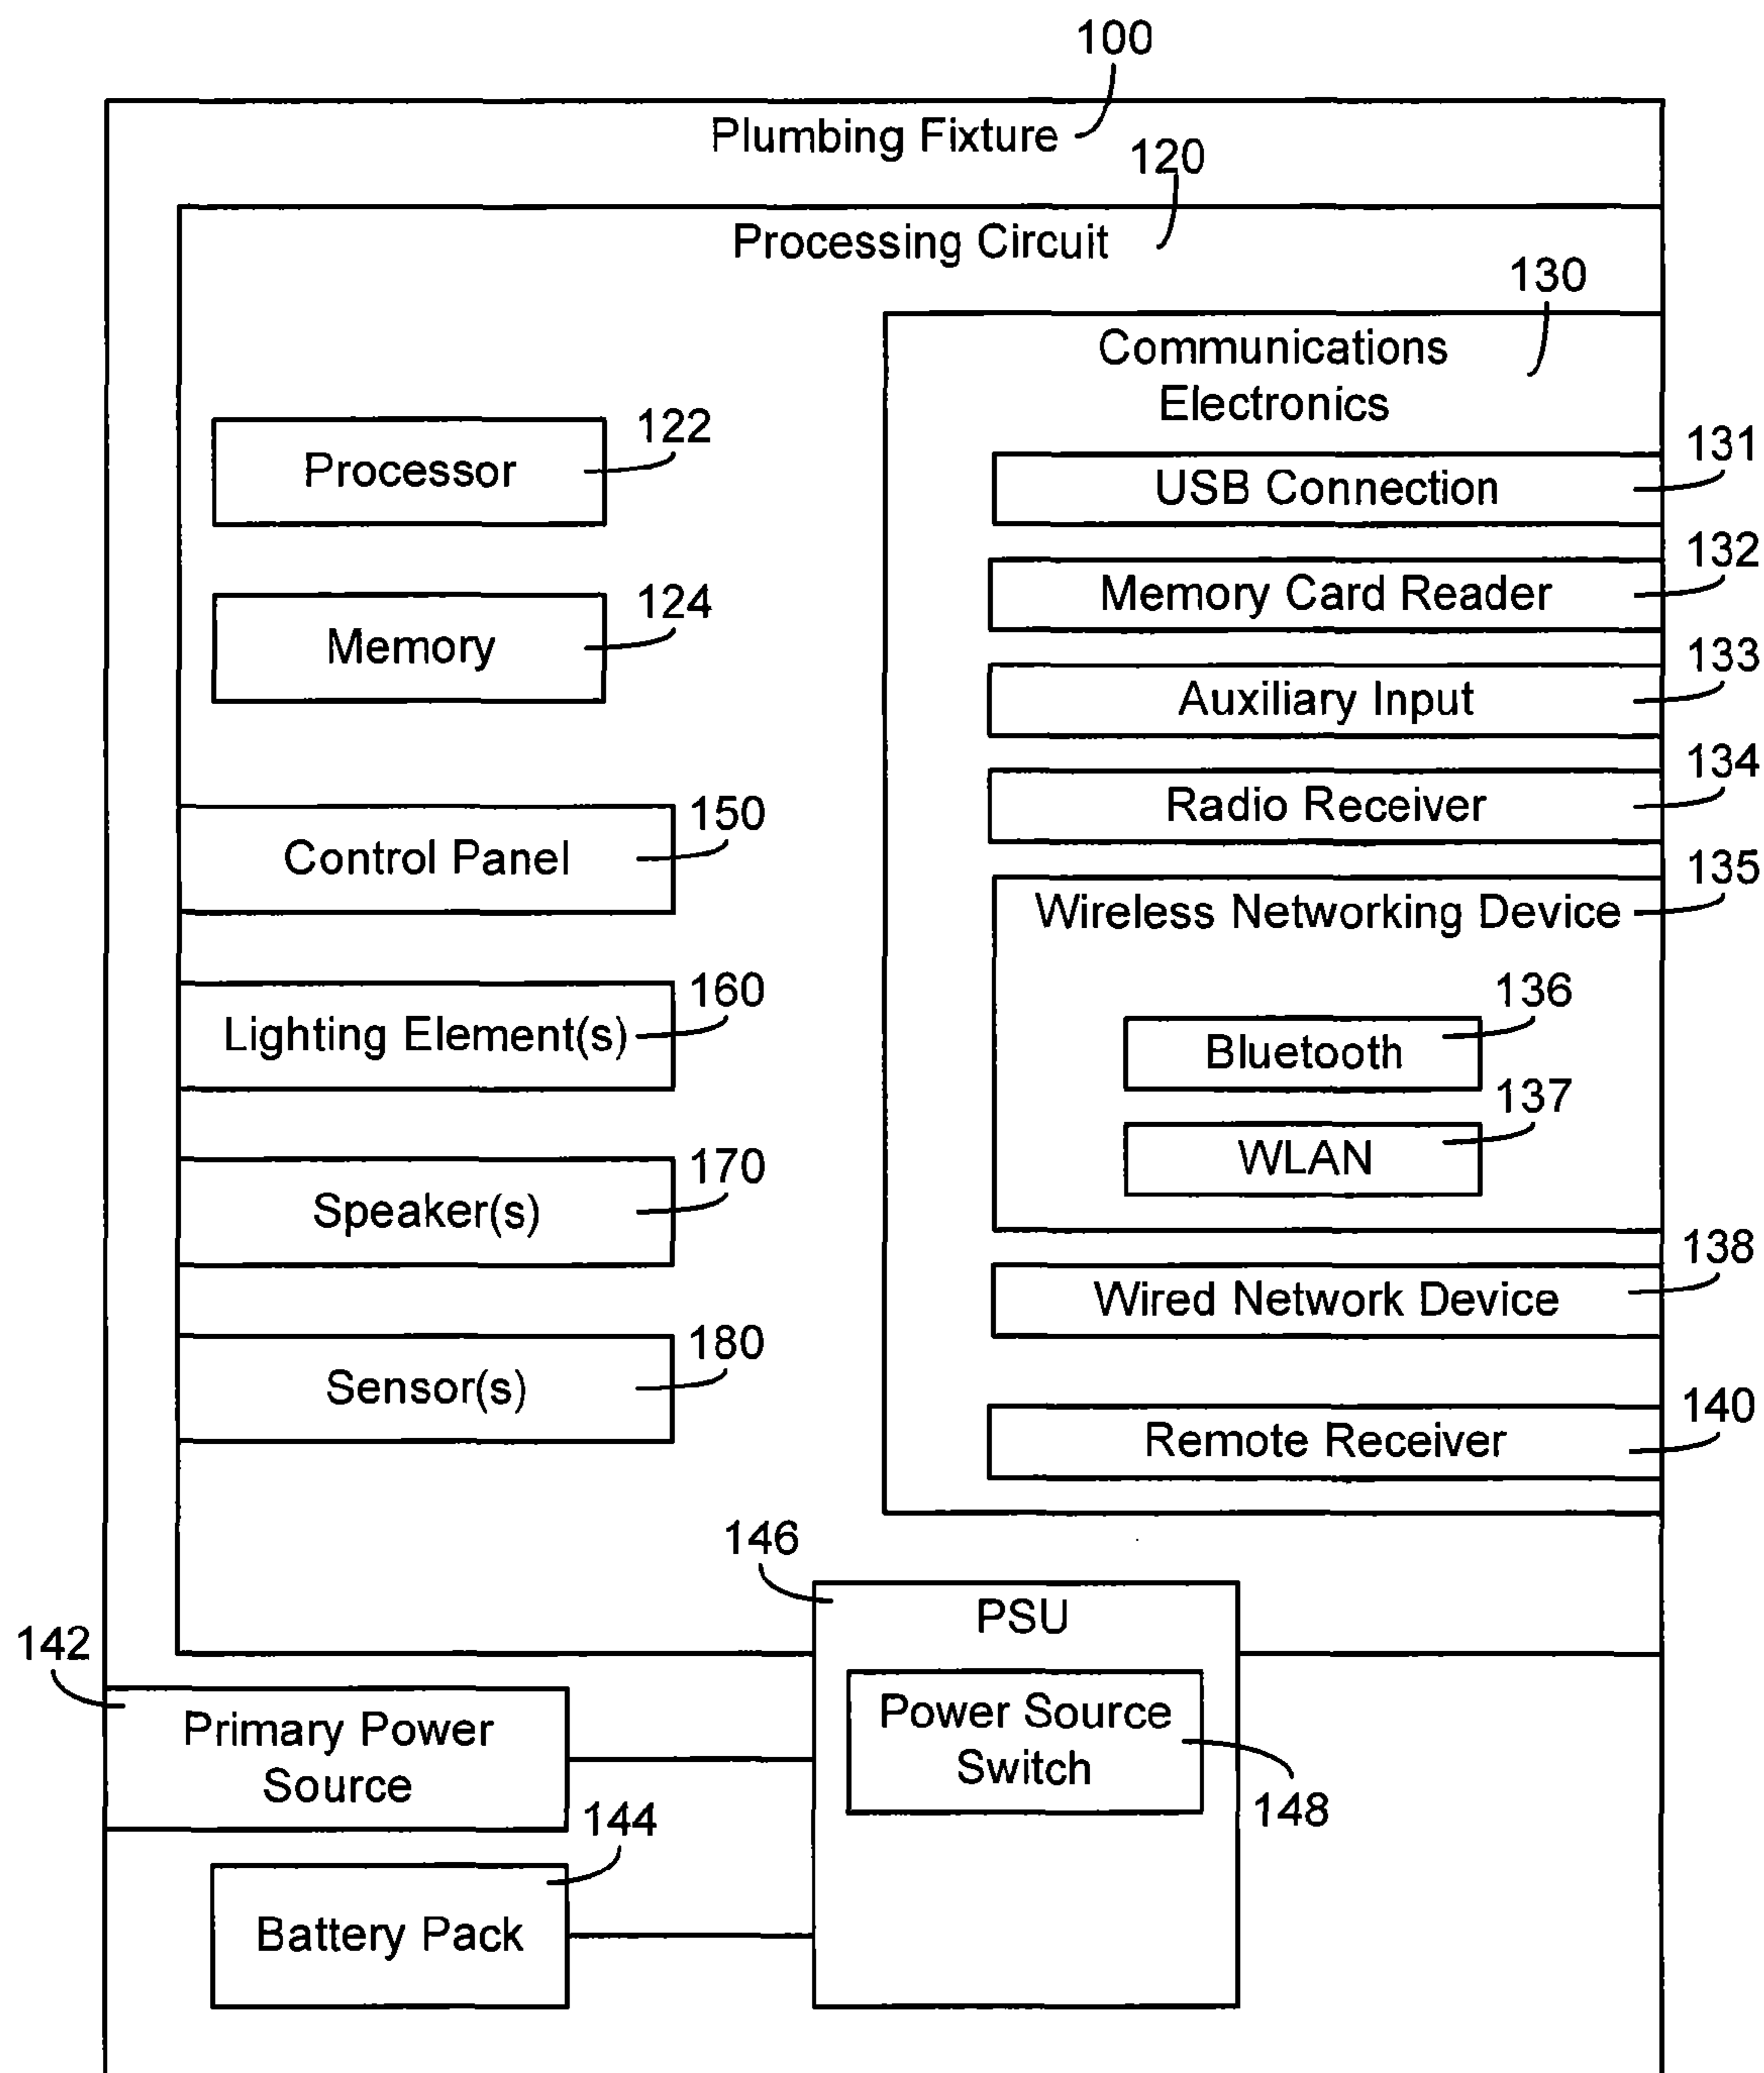 100
Plumbing Fixture
120
Processing Circuit
130
Communications
Electronics
122
Processor
131
USB Connection
132
Memory Card Reader
124
Memory
133
Auxiliary Input
134
Radio Receiver
150
Control Panel
135
Wireless Networking Device
160
Lighting Element(s)
136
Bluetooth
137
WLAN
170
Speaker(s)
138
Wired Network Device
180
Sensor(s)
140
Remote Receiver
146
PSU
142
Primary Power
Source
Power Source
Switch
148
144
Battery Pack